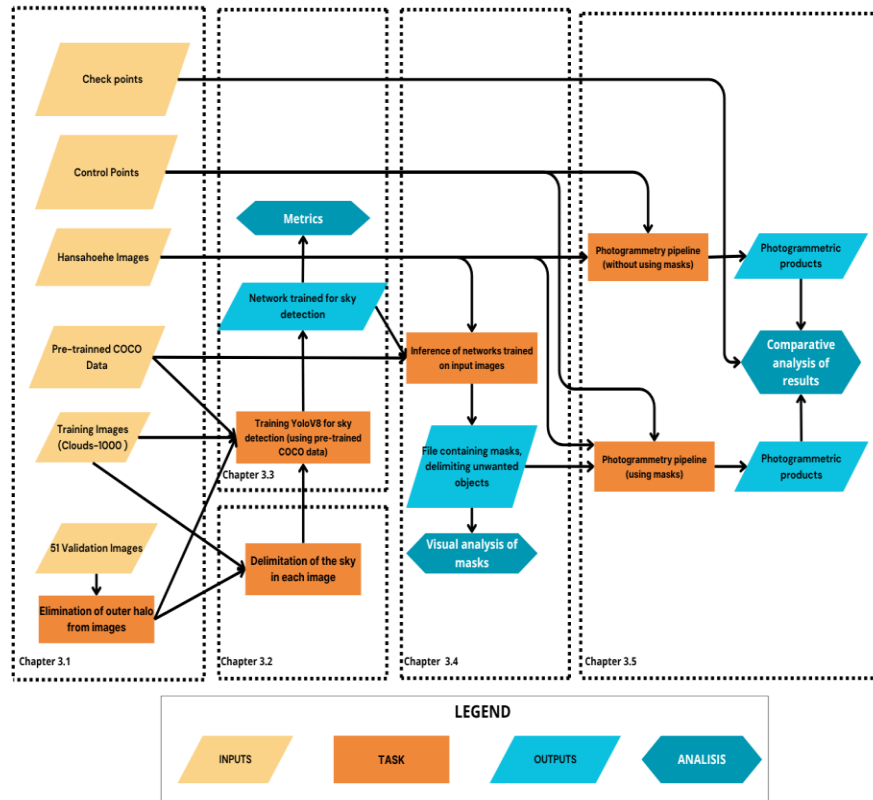 Check points
Control Points
Hansahoehe Images
Pre-trainned COCO
Data
Training Images
(Clouds-1000 )
51 Validation Images
Elimination of outer halo
from images
Chapter 3.1
Metrics
Network trained for sky
detection
Training YoloV8 for sky
detection (using pre-trained
COCO data)
Chapter 3.3
Delimitation of the sky
in each image
Chapter 3.2
Inference of networks trained
on input images
File containing masks,
delimiting unwanted
objects
Visual analysis of
masks
Chapter 3.4
Photogrammetry pipeline
(without using masks)
Photogrammetric
products
Comparative
analysis of
results
Photogrammetry pipeline
(using masks)
Photogrammetric
products
Chapter 3.5
LEGEND
INPUTS
TASK
OUTPUTS
ANALISIS